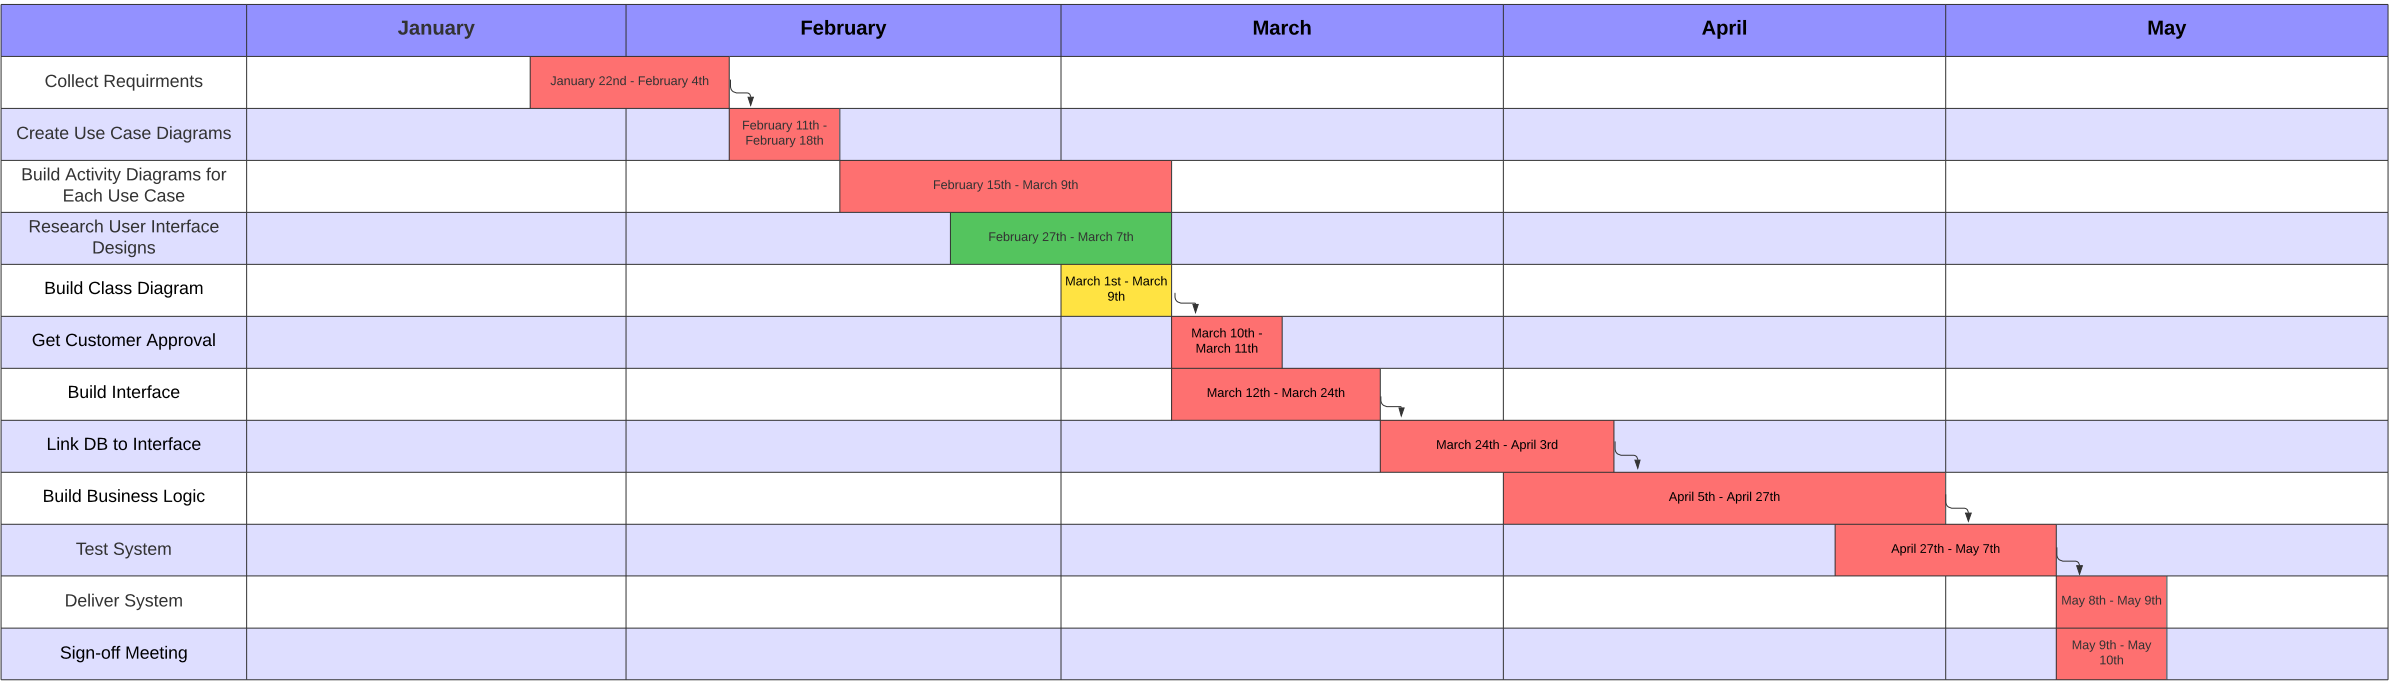 January February March April May
Collect Requirments
January 22nd - February 4th
Create Use Case Diagrams
February 11th -
February 18th
Build Activity Diagrams for
Each Use Case
February 15th - March 9th
Research User Interface
Designs
February 27th - March 7th
Build Class Diagram
March 1st - March
9th
Get Customer Approval
March 10th -
March 11th
Build Interface
March 12th - March 24th
Link DB to Interface
March 24th - April 3rd
Build Business Logic
April 5th - April 27th
Test System
April 27th - May 7th
Deliver System
May 8th - May 9th
Sign-off Meeting
May 9th - May
10th